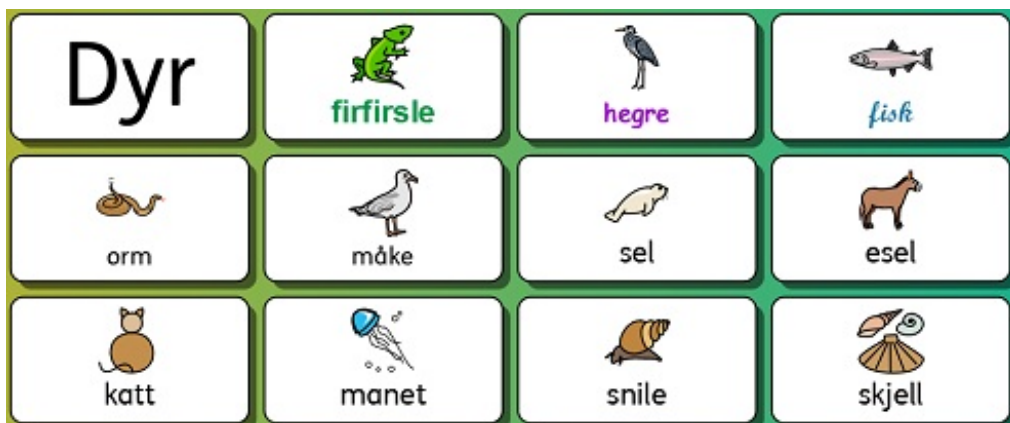 Dyr
firfirsle
hegre
fisk
orm
måke
sel
esel
katt
manet
snile
skjell